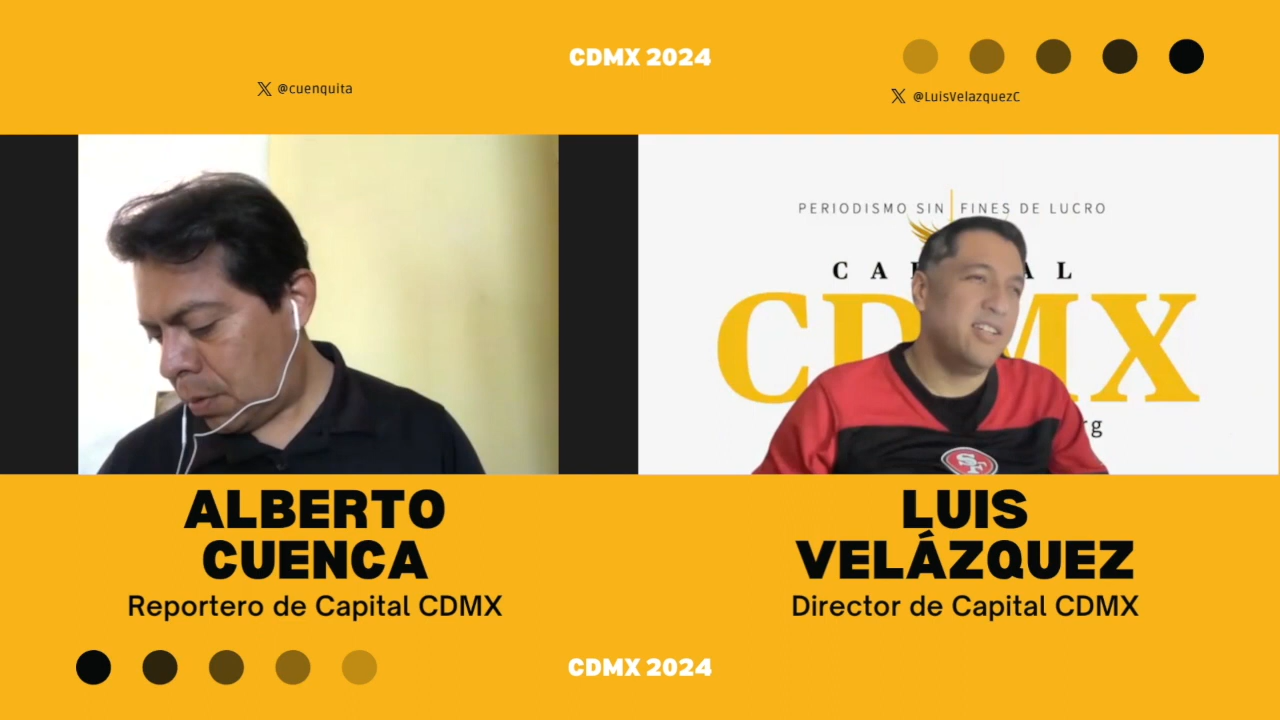 CDMX 2024
@cuenquita
@LuisVelazquezC
PERIODISMO SIN FINES DE LUCRO
CDMX
SF
ALBERTO
CUENCA
Reportero de Capital CDMX
LUIS
VELÁZQUEZ
Director de Capital CDMX
CDMX 2024